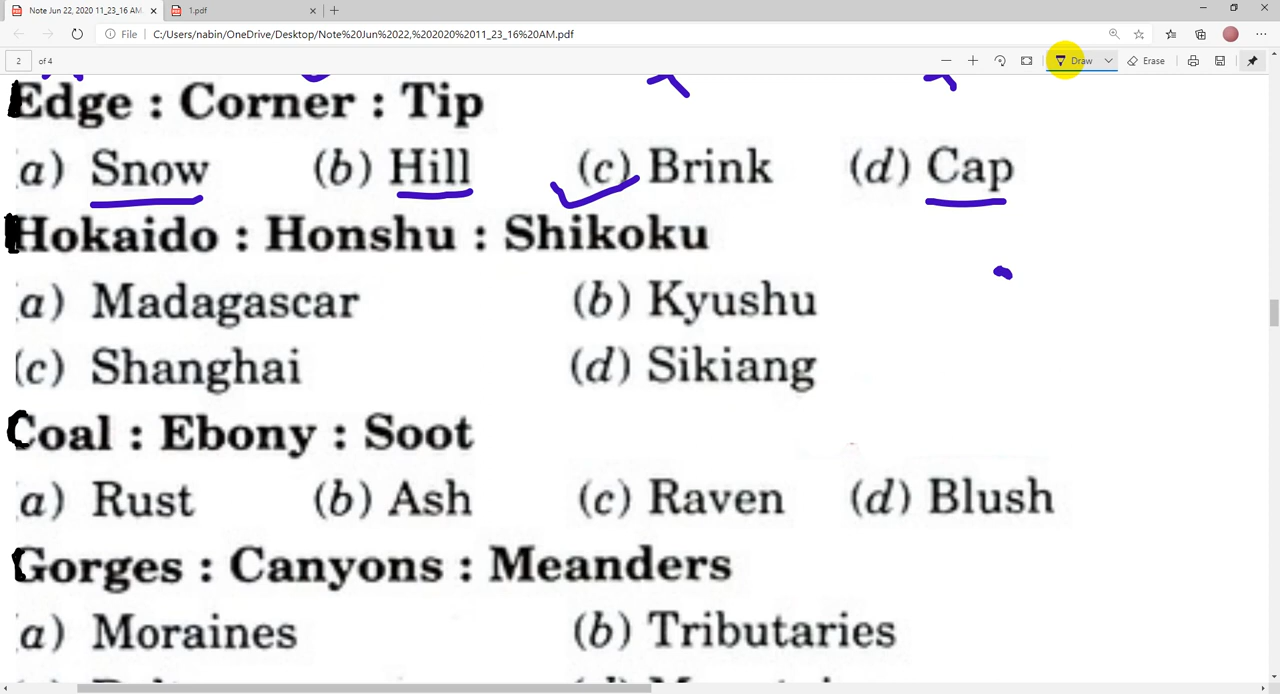 Note Jun 22, 2020 11_23_16 AM. 1.pdf
File C:/Users/nabin/OneDrive/Desktop/Note%20Jun%2022,%202020%2011_23_16%20AM.pdf
2 of 4 Draw Erase
Edge : Corner : Tip
a) Snow (b) Hill (c) Brink (d) Cap
Hokaido : Honshu : Shikoku
a) Madagascar (b) Kyushu
(c) Shanghai (d) Sikiang
Coal : Ebony : Soot
a) Rust (b) Ash (c) Raven (d) Blush
Gorges : Canyons : Meanders
a) Moraines (b) Tributaries